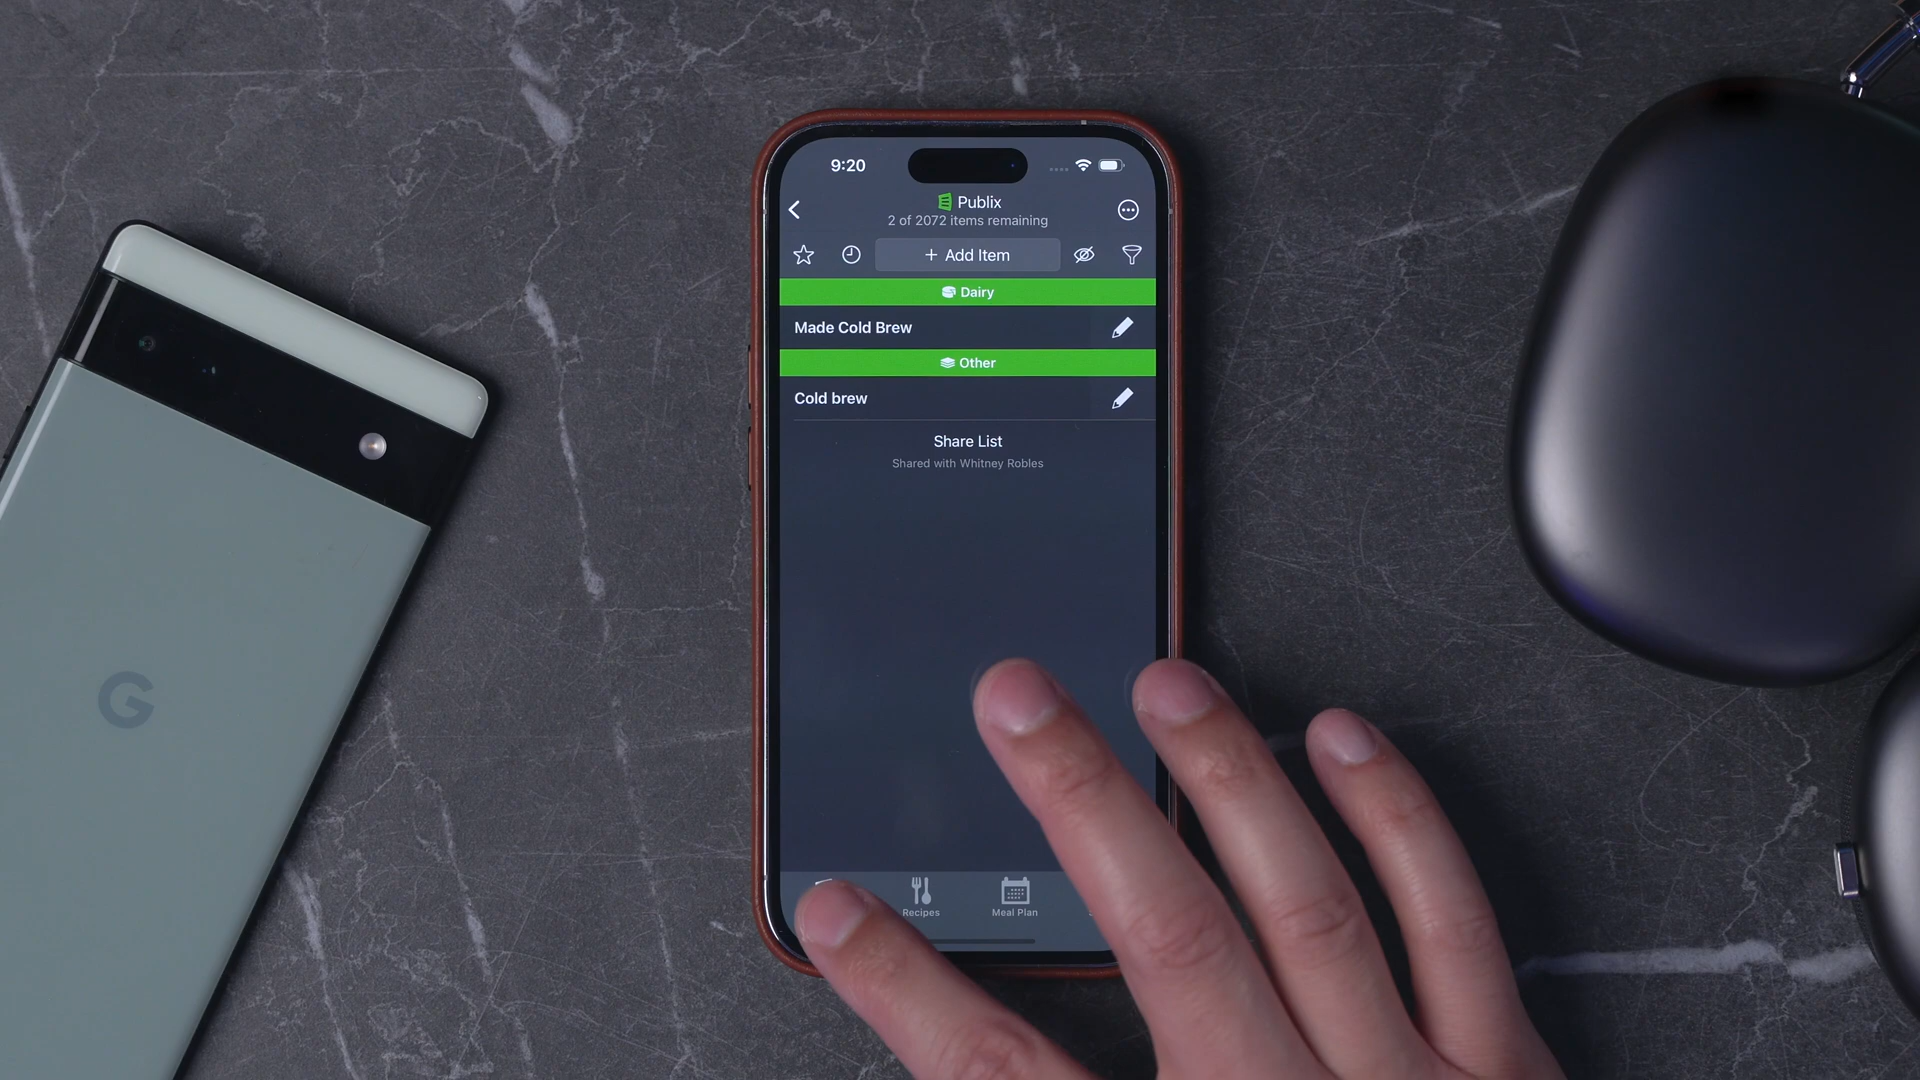 9:20
Publix
2 of 2072 items remaining
+ Add Item
Dairy
Made Cold Brew
Other
Cold brew
Share List
Shared with Whitney Robles
Recipes
Meal Plan
G